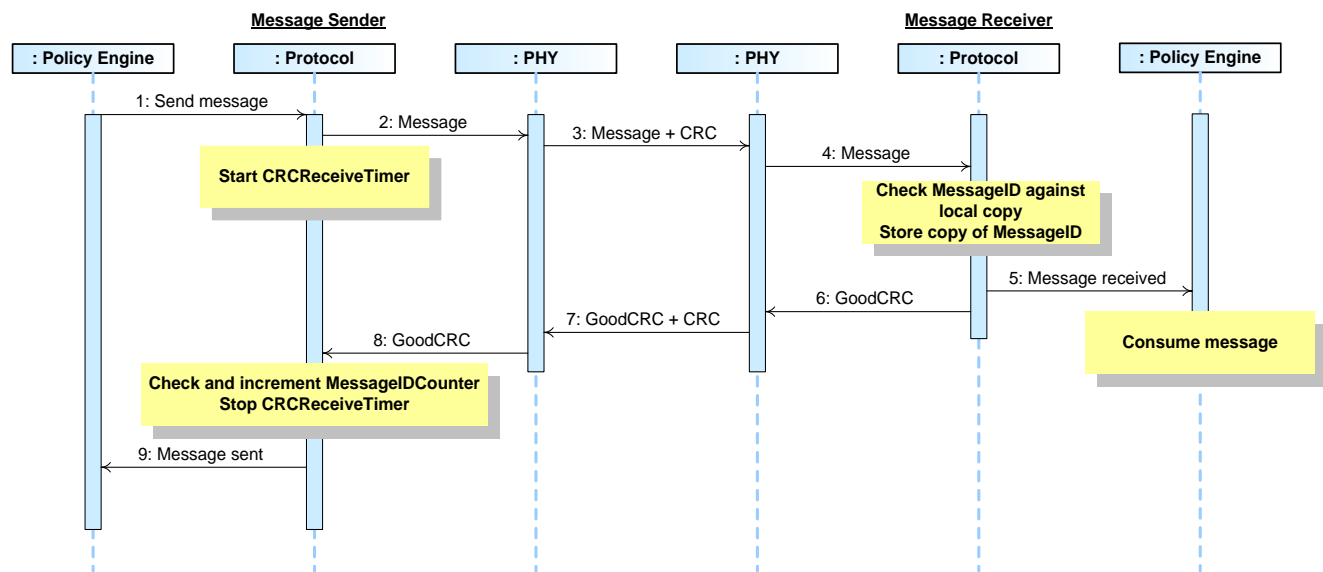 Message Sender
Message Receiver
: Policy Engine
: Protocol
: PHY
: PHY
: Protocol
: Policy Engine
1: Send message
2: Message
3: Message + CRC
4: Message
Start CRCReceiveTimer
Check MessageID against
local copy
Store copy of MessageID
5: Message received
6: GoodCRC
7: GoodCRC + CRC
8: GoodCRC
Consume message
Check and increment MessageIDCounter
Stop CRCReceiveTimer
9: Message sent